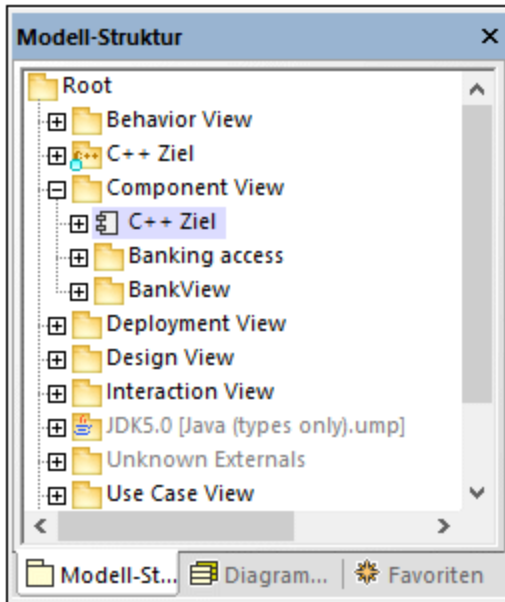 Modell-Struktur
Root
Behavior View
C++ Ziel
Component View
C++ Ziel
Banking access
BankView
Deployment View
Design View
Interaction View
JDK5.0 [Java (types only).ump]
Unknown Externals
Use Case View
Modell-St... Diagram... Favoriten